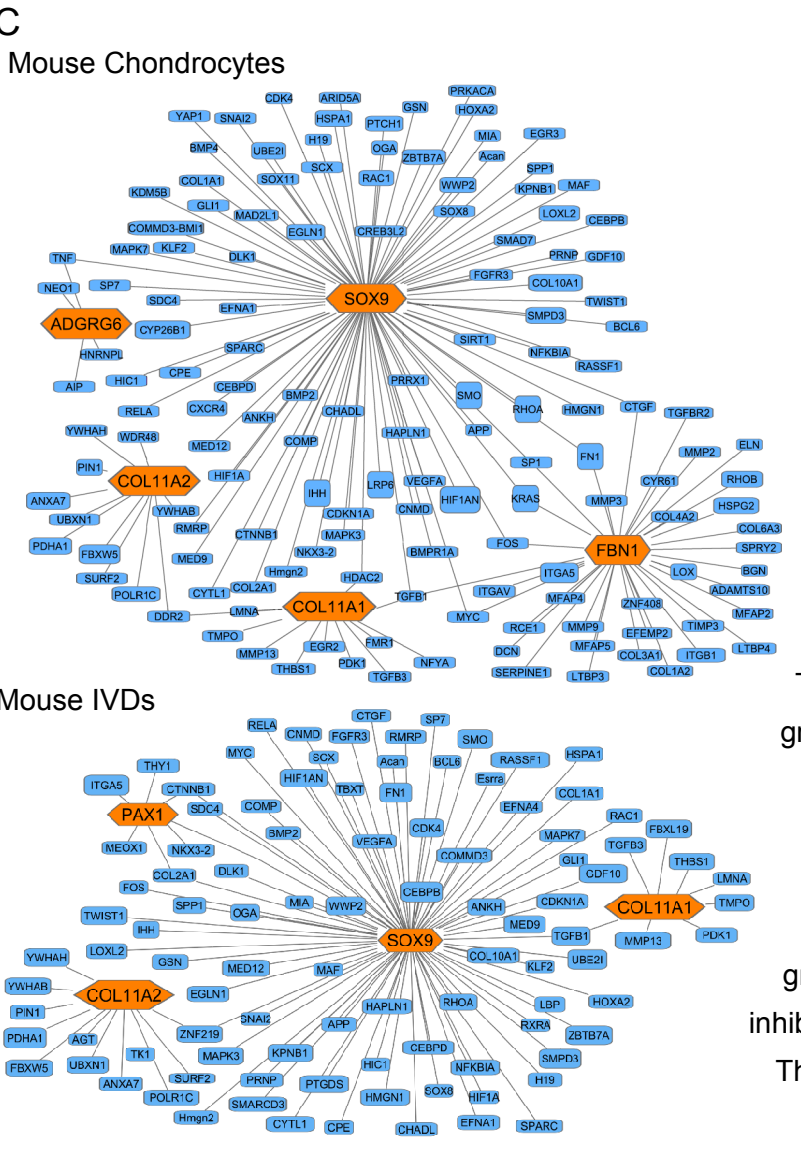 C
Mouse Chondrocytes
CDK4
ARID5A
PRKACA
GSN
HOXA2
YAP1
SNAI2
HSPA1
PTCH1
MIA
EGR3
H19
OGA
ZBTB7A
Acan
BMP4
UBE2I
SCX
RAC1
SPP1
COL1A1
SOX11
WWP2
KPNB1
MAF
KDM5B
GLI1
MAD2L1
SOX8
LOXL2
CEBPB
COMMD3-BMI1
EGLN1
CREB3L2
SMAD7
MAPK7
KLF2
DLK1
PRNP
GDF10
TNF
FGFR3
COL10A1
NEO1
SP7
SDC4
EFNA1
SOX9
TWIST1
SMPD3
BCL6
ADGRG6
CYP26B1
SIRT1
NFKBIA
HNRNPL
SPARC
RASSF1
AIP
HIC1
CPE
CEBPD
BMP2
PRRX1
SMO
RHOA
HMGN1
CTGF
TGFBR2
RELA
CXCR4
ANKH
CHADL
YWHAH
WDR48
MED12
COMP
HAPLN1
APP
FN1
MMP2
ELN
PIN1
COL11A2
HIF1A
IHH
LRP6
VEGFA
SP1
CYR61
RHOB
ANXA7
YWHAB
HIF1AN
KRAS
MMP3
HSPG2
UBXN1
RMRP
CDKN1A
CNMD
COL4A2
COL6A3
PDHA1
FBXW5
MED9
CTNNB1
MAPK3
NKX3-2
BMPR1A
FOS
FBN1
SPRY2
SURF2
Hmgn2
HDAC2
ITGA5
LOX
BGN
POLR1C
CYTL1
COL2A1
TGFB1
ITGAV
MFAP4
ZNF408
ADAMTS10
DDR2
LMNA
COL11A1
MYC
MFAP2
TMPO
RCE1
MMP9
EFEMP2
TIMP3
MMP13
EGR2
FMR1
DCN
MFAP5
COL3A1
ITGB1
LTBP4
THBS1
PDK1
TGFB3
NFYA
SERPINE1
LTBP3
COL1A2
Mouse IVDs
gr
RELA
CNMD
CTGF
FGFR3
RMRP
SP7
SMO
MYC
SCX
Acan
BCL6
RASSF1
HSPA1
THY1
HIF1AN
TBXT
FN1
Esrra
ITGA5
CTNNB1
SDC4
COMP
EFNA4
COL1A1
PAX1
BMP2
VEGFA
CDK4
MAPK7
RAC1
FBXL19
MEOX1
NKX3-2
COMMD3
GLI1
TGFB3
THBS1
COL2A1
DLK1
GDF10
LMNA
FOS
SPP1
OGA
MIA
WWP2
CEBPB
ANKH
CDKN1A
COL11A1
TMPO
TWIST1
IHH
MED9
TGFB1
MMP13
PDK1
LOXL2
GSN
SOX9
COL10A1
KLF2
UBE2I
YWHAH
MED12
MAF
YWHAB
COL11A2
EGLN1
HAPLN1
RHOA
LBP
HOXA2
gr
PIN1
SNAI2
APP
RXRA
ZBTB7A
inhib
PDHA1
AGT
ZNF219
CEBPD
FBXW5
UBXN1
TK1
MAPK3
KPNB1
HIC1
NFKBIA
SMPD3
Th
ANXA7
SURF2
PRNP
PTGDS
HMGN1
SOX8
HIF1A
H19
POLR1C
SMARCD3
Hmgn2
CYTL1
CPE
CHADL
EFNA1
SPARC